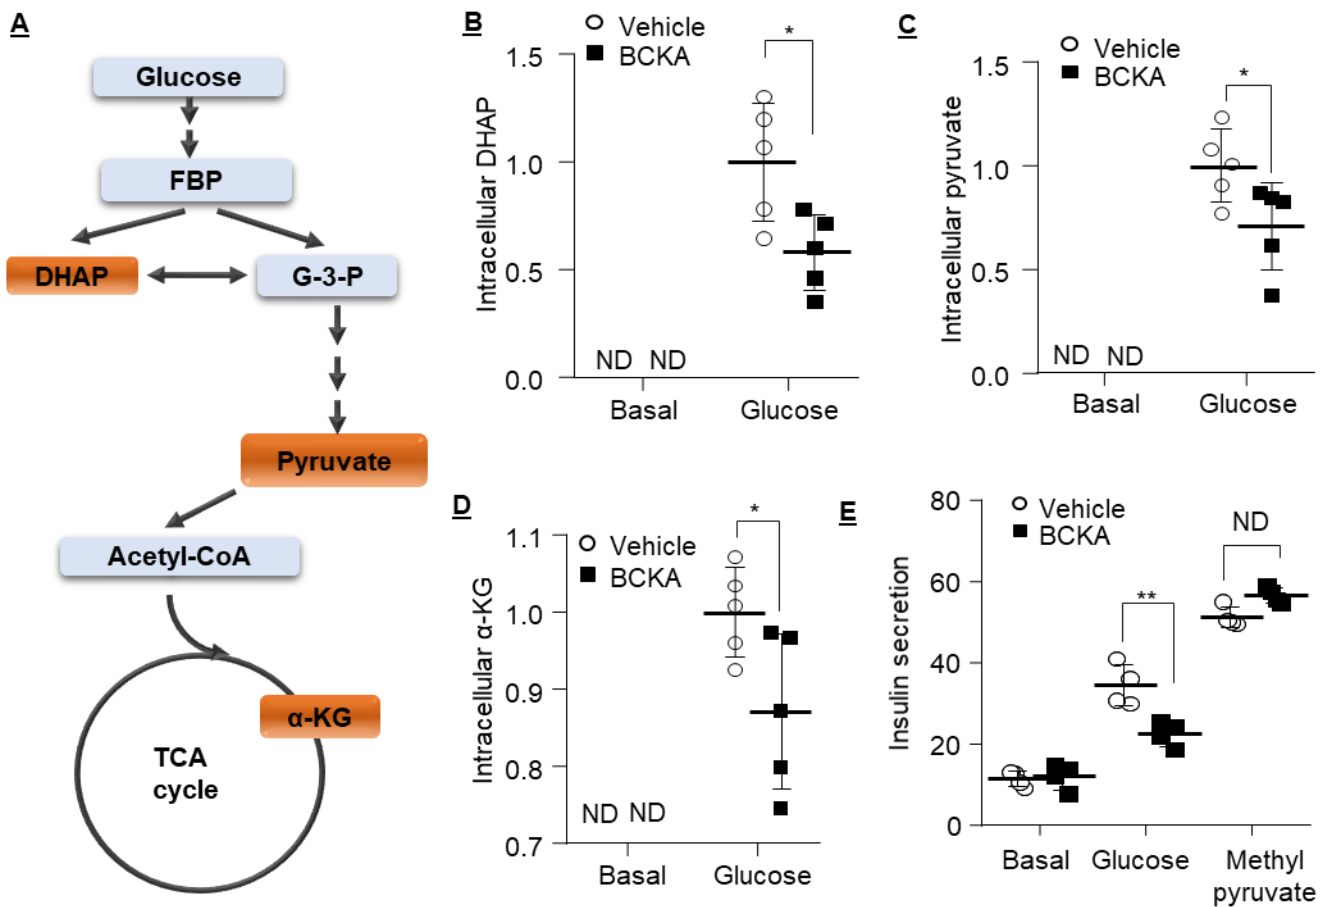 A
Glucose
FBP
DHAP
G-3-P
Pyruvate
Acetyl-CoA
α-KG
TCA
cycle
B
Vehicle
BCKA
*
Intracellular DHAP
1.5
1.0
0.5
0.0
ND ND
Basal Glucose
C
Vehicle
BCKA
*
Intracellular pyruvate
1.5
1.0
0.5
0.0
ND ND
Basal Glucose
D
Vehicle
BCKA
*
Intracellular α-KG
1.1
1.0
0.9
0.8
0.7
ND ND
Basal Glucose
E
Vehicle
BCKA
ND
**
Insulin secretion
80
60
40
20
0
Basal Glucose Methyl
pyruvate